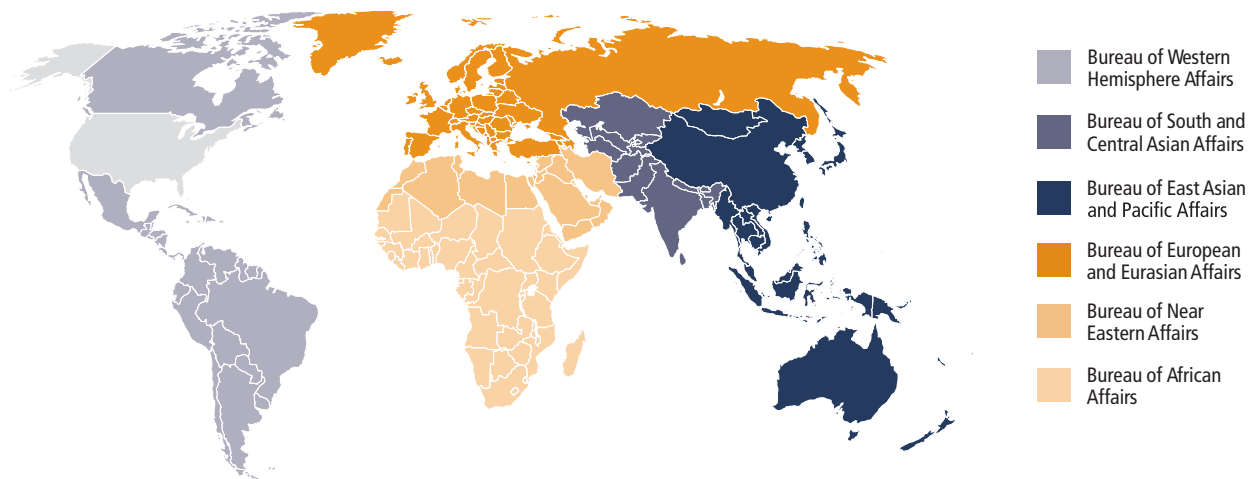 Bureau of Western
Hemisphere Affairs
Bureau of South and
Central Asian Affairs
Bureau of East Asian
and Pacific Affairs
Bureau of European
and Eurasian Affairs
Bureau of Near
Eastern Affairs
Bureau of African
Affairs